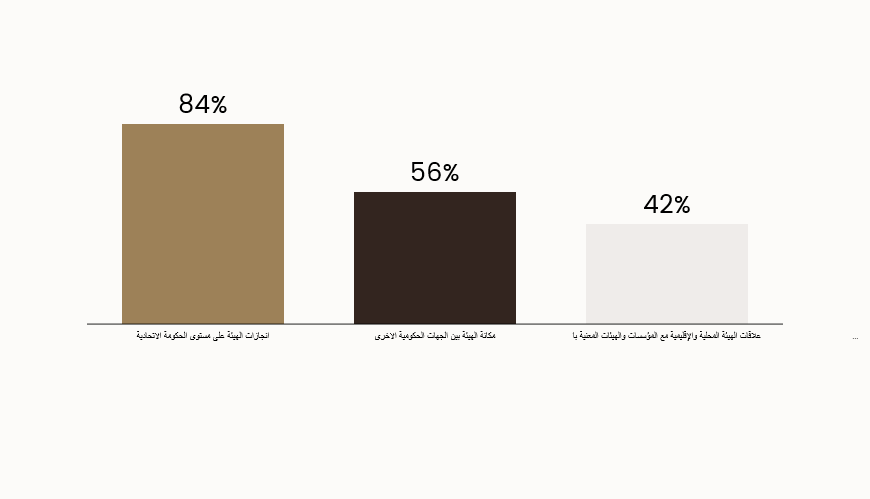 84%
56%
42%
انجازات الهيئة على مستوى الحكومة الاتحادية
مكانة الهيئة بين الجهات الحكومية الاخرى
علاقات الهيئة المحلية والإقليمية مع المؤسسات والهيئات المعنية با
...